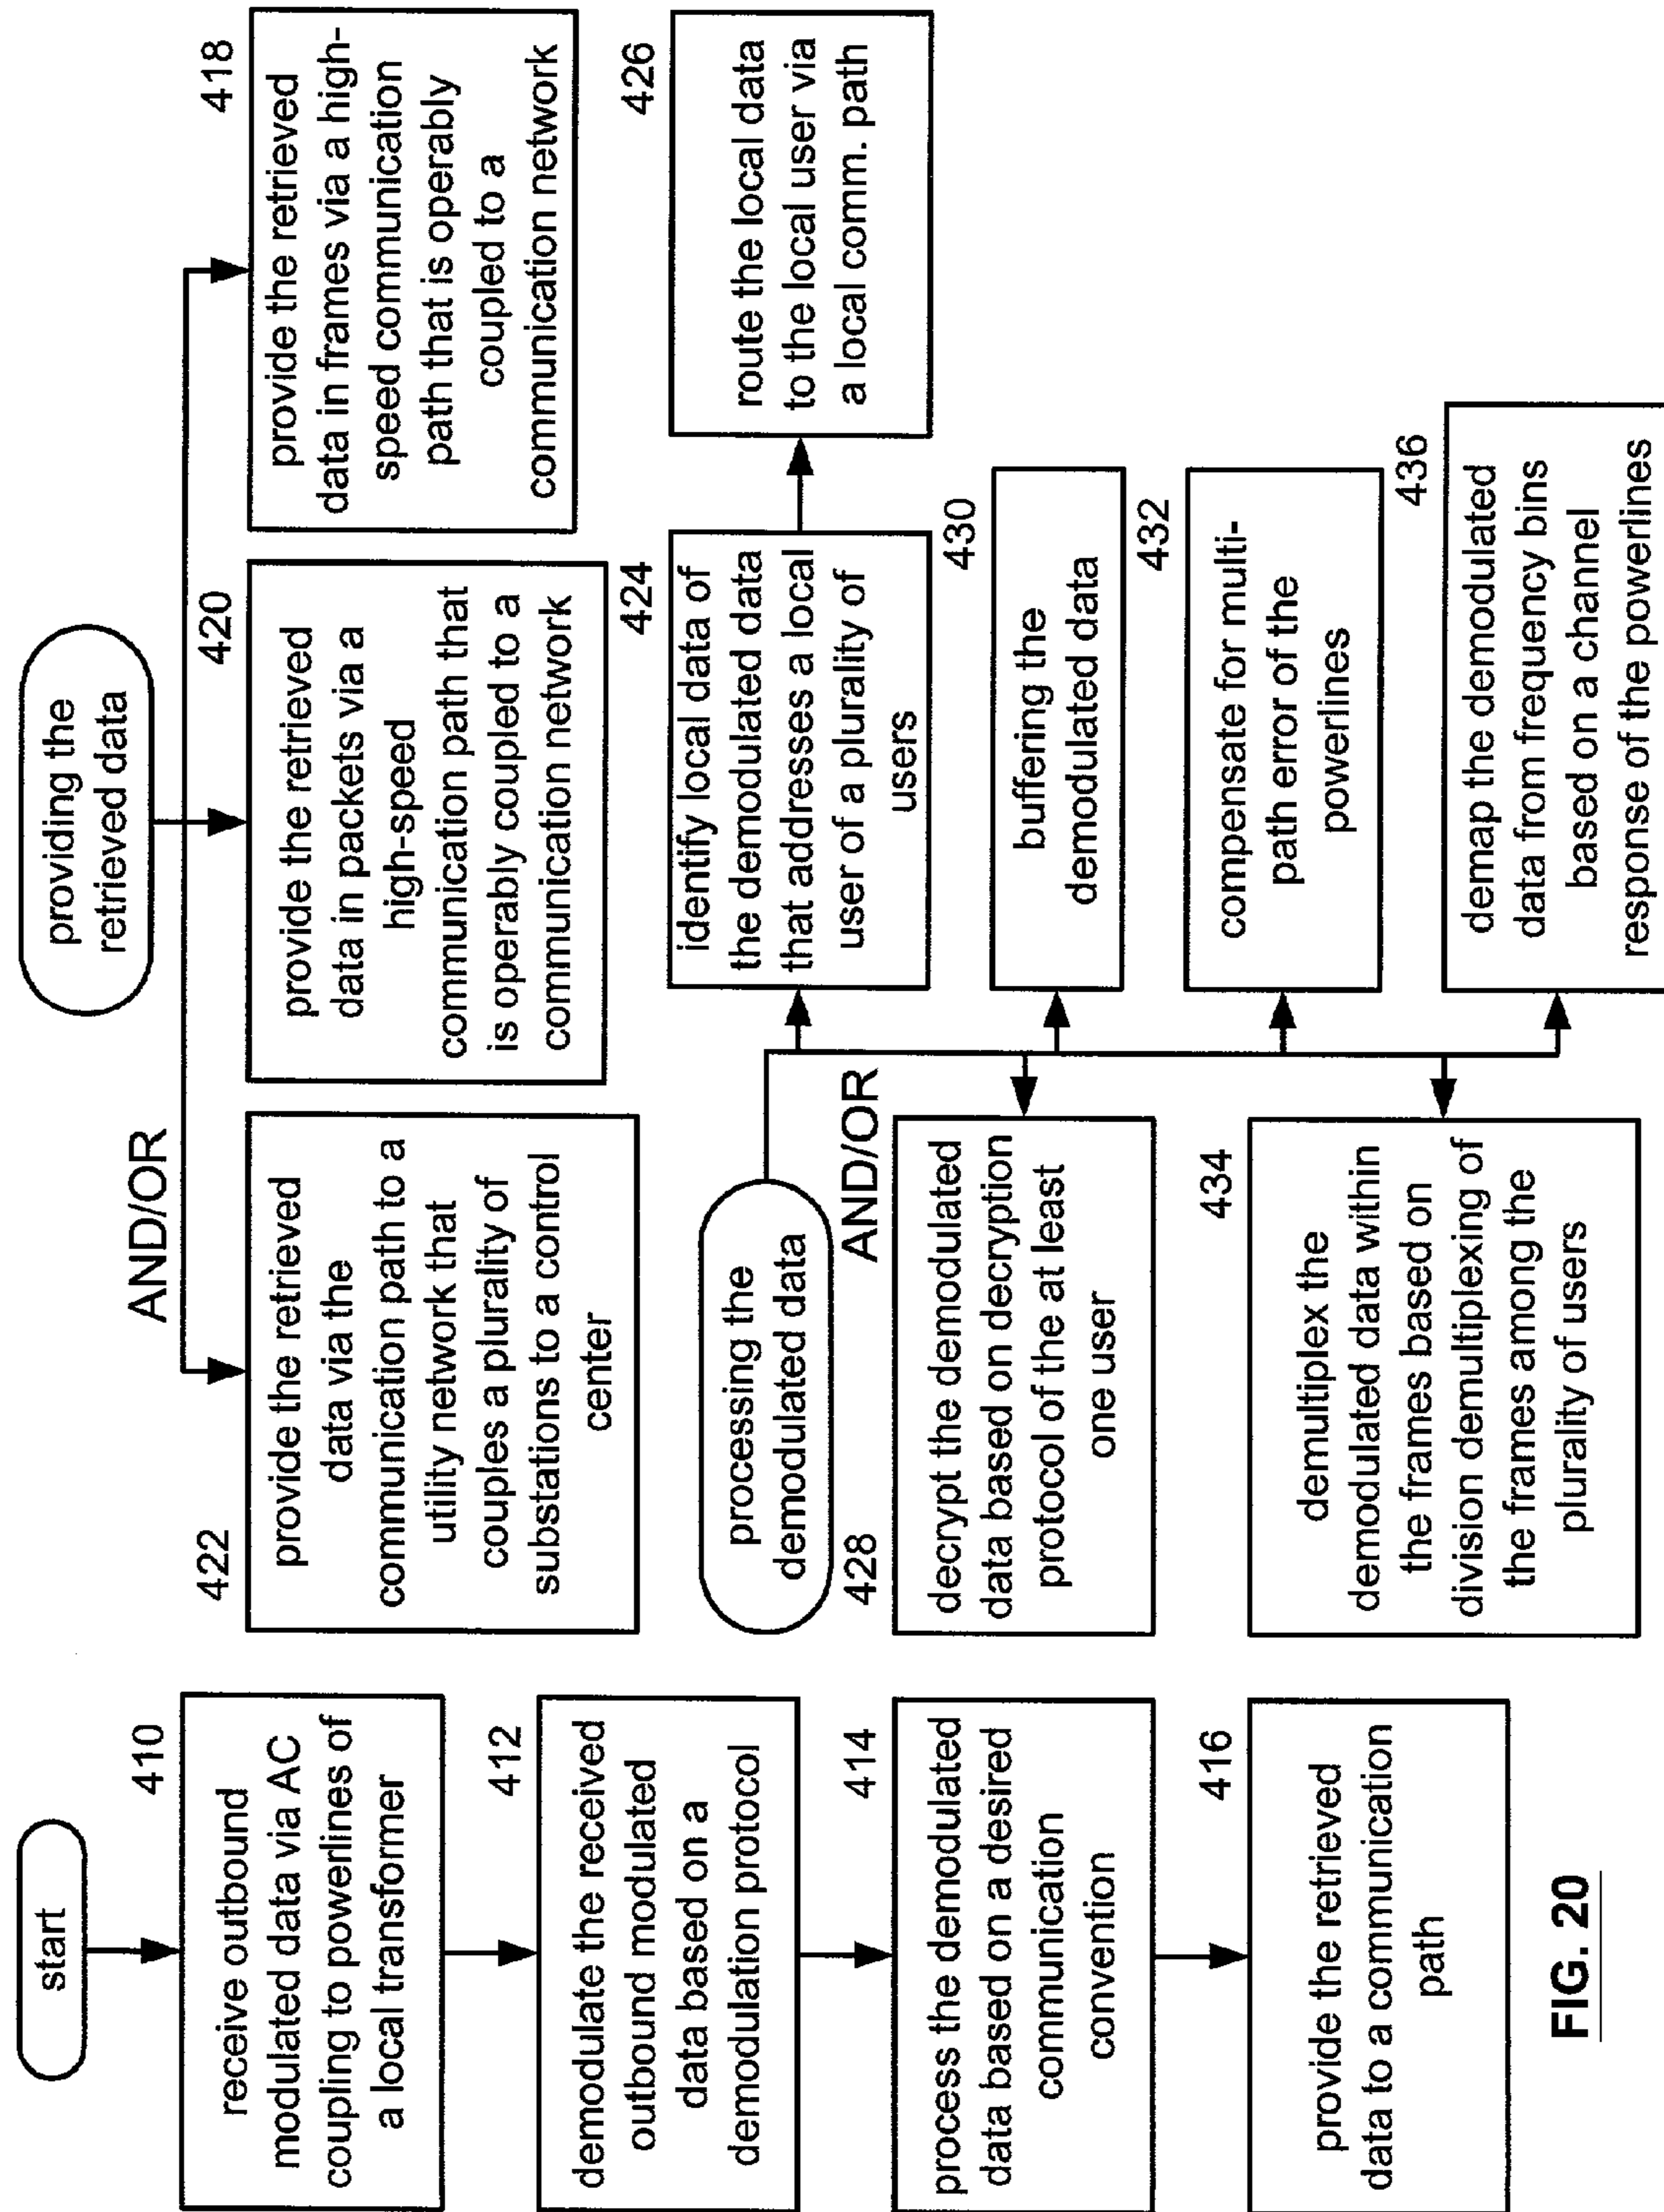 start
410
receive outbound
modulated data via AC
coupling to powerlines of
a local transformer
412
demodulate the received
outbound modulated
data based on a
demodulation protocol
414
process the demodulated
data based on a desired
communication
convention
416
provide the retrieved
data to a communication
path
providing the
retrieved data
AND/OR
422
provide the retrieved
data via the
communication path to a
utility network that
couples a plurality of
substations to a control
center
420
provide the retrieved
data in packets via a
high-speed
communication path that
is operably coupled to a
communication network
418
provide the retrieved
data in frames via a high-
speed communication
path that is operably
coupled to a
communication network
processing the
demodulated data
AND/OR
424
identify local data of
the demodulated data
that addresses a local
user of a plurality of
users
426
route the local data
to the local user via
a local comm. path
428
decrypt the demodulated
data based on decryption
protocol of the at least
one user
430
buffering the
demodulated data
432
compensate for multi-
path error of the
powerlines
434
demultiplex the
demodulated data within
the frames based on
division demultiplexing of
the frames among the
plurality of users
436
demap the demodulated
data from frequency bins
based on a channel
response of the powerlines
FIG. 20